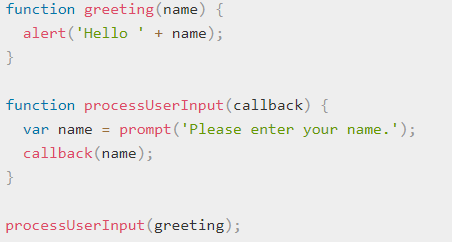 function greeting(name) {
  alert('Hello ' + name);
}

function processUserInput(callback) {
  var name = prompt('Please enter your name.');
  callback(name);
}

processUserInput(greeting);